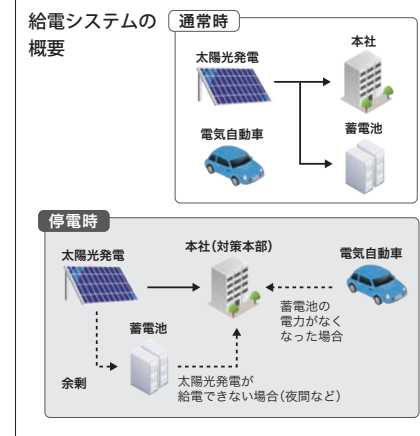 給電システムの
概要
通常時
太陽光発電
本社
電気自動車
蓄電池
停電時
太陽光発電
本社(対策本部)
電気自動車
蓄電池の
電力がなく
なった場合
蓄電池
余剰
太陽光発電が
給電できない場合(夜間など)